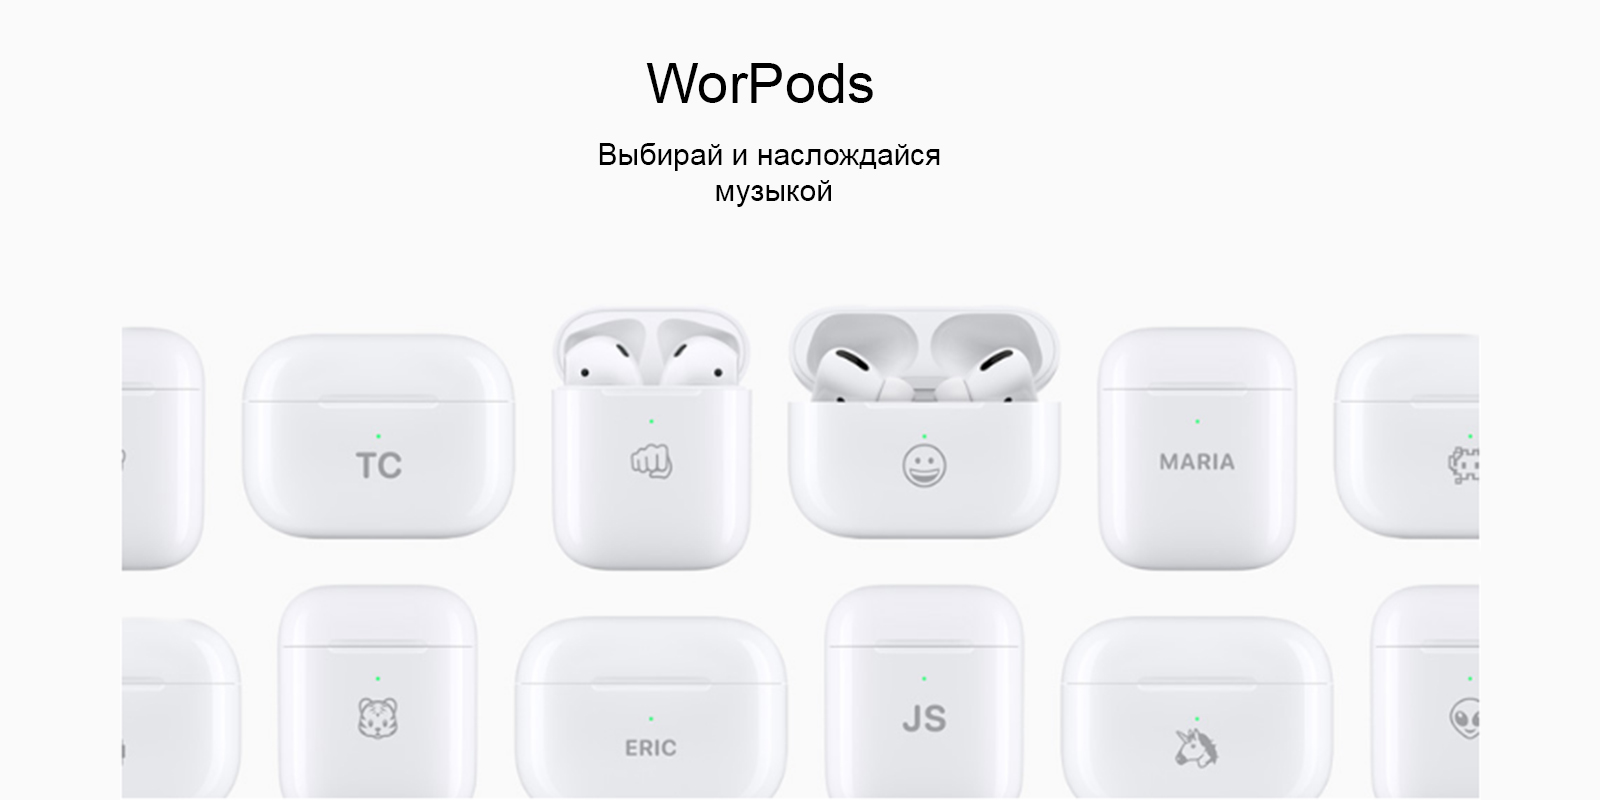 WorPods
Выбирай и наслождайся
музыкой
TC
MARIA
ERIC
JS